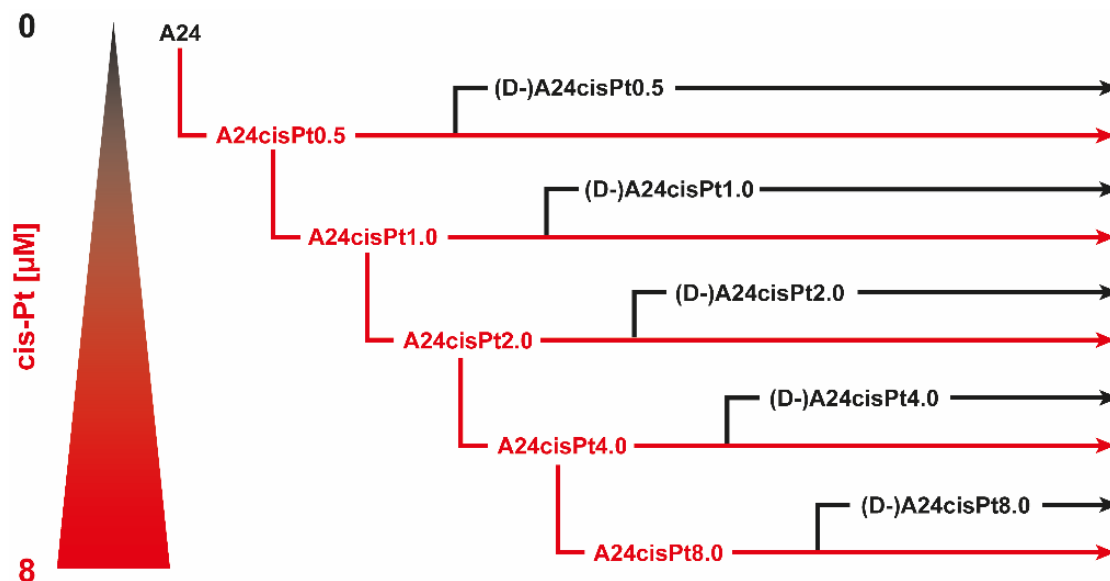 0
A24
(D-)A24cisPt0.5
A24cisPt0.5
(D-)A24cisPt1.0
A24cisPt1.0
cis-Pt [µM]
(D-)A24cisPt2.0
A24cisPt2.0
(D-)A24cisPt4.0
A24cisPt4.0
(D-)A24cisPt8.0
A24cisPt8.0
8